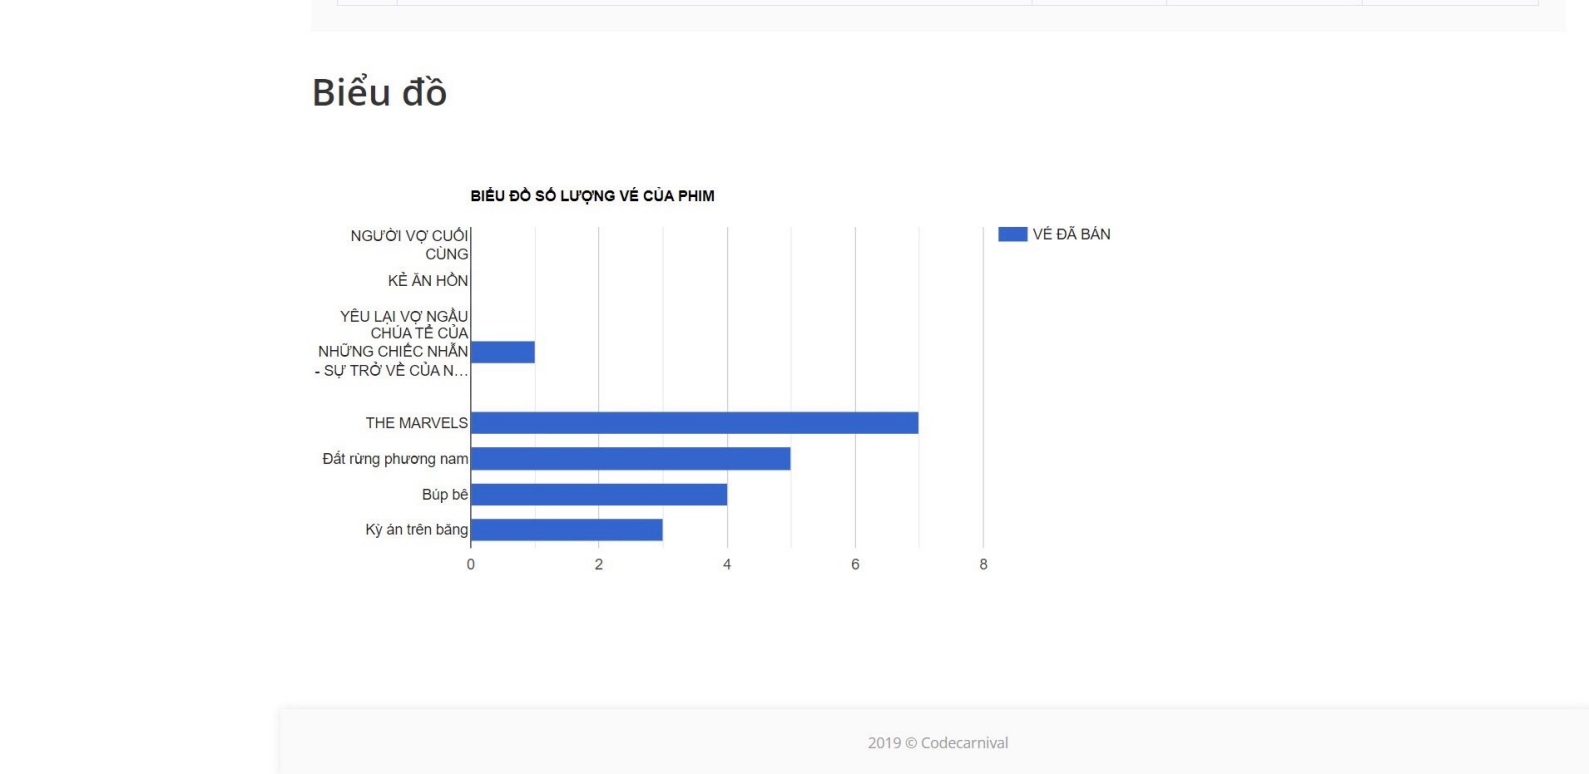 Biểu đồ
BIỂU ĐỒ SỐ LƯỢNG VÉ CỦA PHIM
NGƯỜI VỢ CUỐI
CÙNG
KẺ ĂN HỒN
YÊU LẠI VỢ NGẦU
CHÚA TỂ CỦA
NHỮNG CHIẾC NHẪN
- SỰ TRỞ VỀ CỦA N...
THE MARVELS
Đất rừng phương nam
Búp bê
Kỳ án trên băng
VÉ ĐÃ BÁN
0 2 4 6 8
2019 © Codecarnival